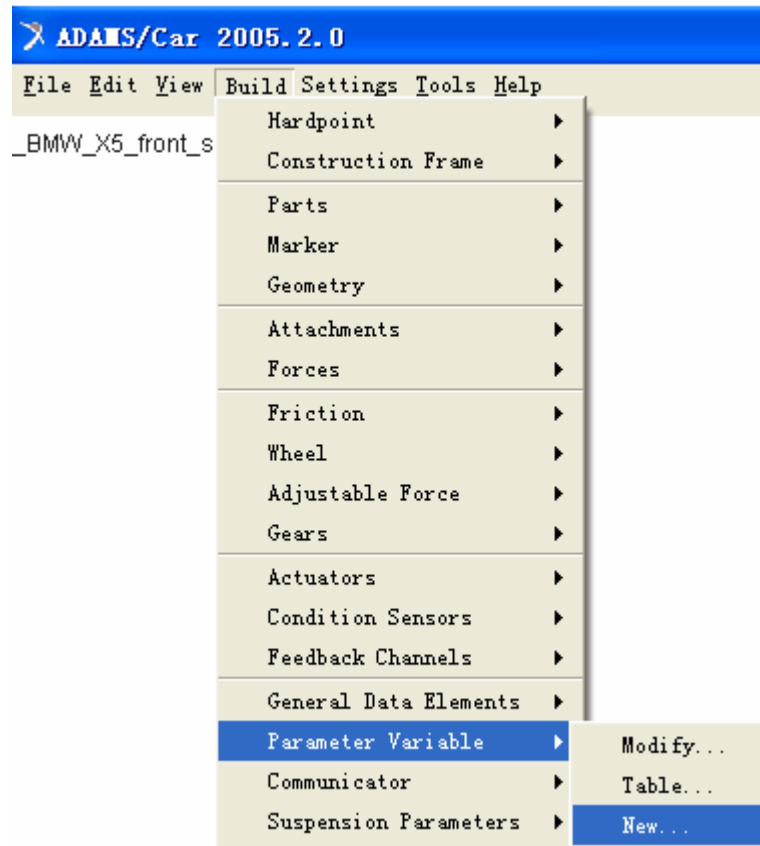 ADAMS/Car 2005.2.0
File Edit View Build Settings Tools Help
_BMW_X5_front_s
Hardpoint
Construction Frame
Parts
Marker
Geometry
Attachments
Forces
Friction
Wheel
Adjustable Force
Gears
Actuators
Condition Sensors
Feedback Channels
General Data Elements
Parameter Variable
Modify...
Communicator
Table...
Suspension Parameters
New...